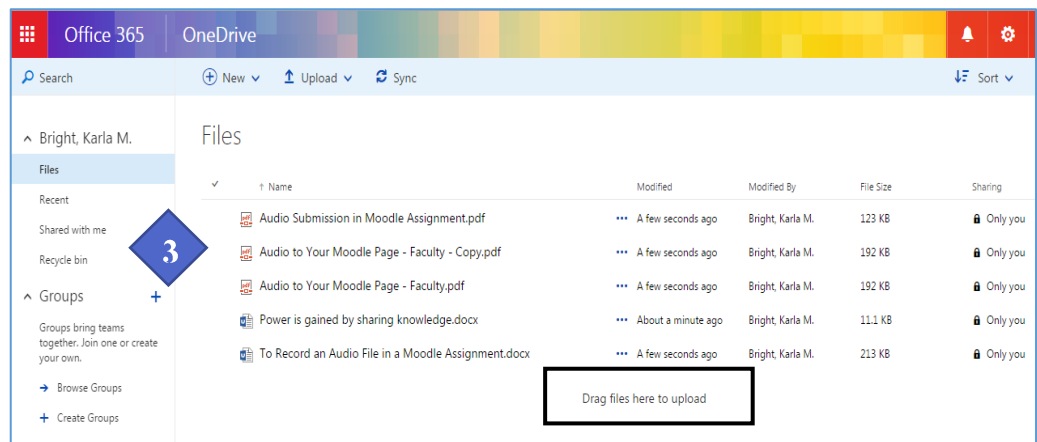 Office 365 OneDrive
Search New Upload Sync Sort
Bright, Karla M.
Files
Recent
Shared with me
Recycle bin
3
Groups +
Groups bring teams
together. Join one or create
your own.
Browse Groups
+ Create Groups
Files
Name Modified Modified By File Size Sharing
Audio Submission in Moodle Assignment.pdf ••• A few seconds ago Bright, Karla M. 123 KB Only you
Audio to Your Moodle Page - Faculty - Copy.pdf ••• A few seconds ago Bright, Karla M. 192 KB Only you
Audio to Your Moodle Page - Faculty.pdf ••• A few seconds ago Bright, Karla M. 192 KB Only you
Power is gained by sharing knowledge.docx ••• About a minute ago Bright, Karla M. 11.1 KB Only you
To Record an Audio File in a Moodle Assignment.docx ••• A few seconds ago Bright, Karla M. 213 KB Only you
Drag files here to upload